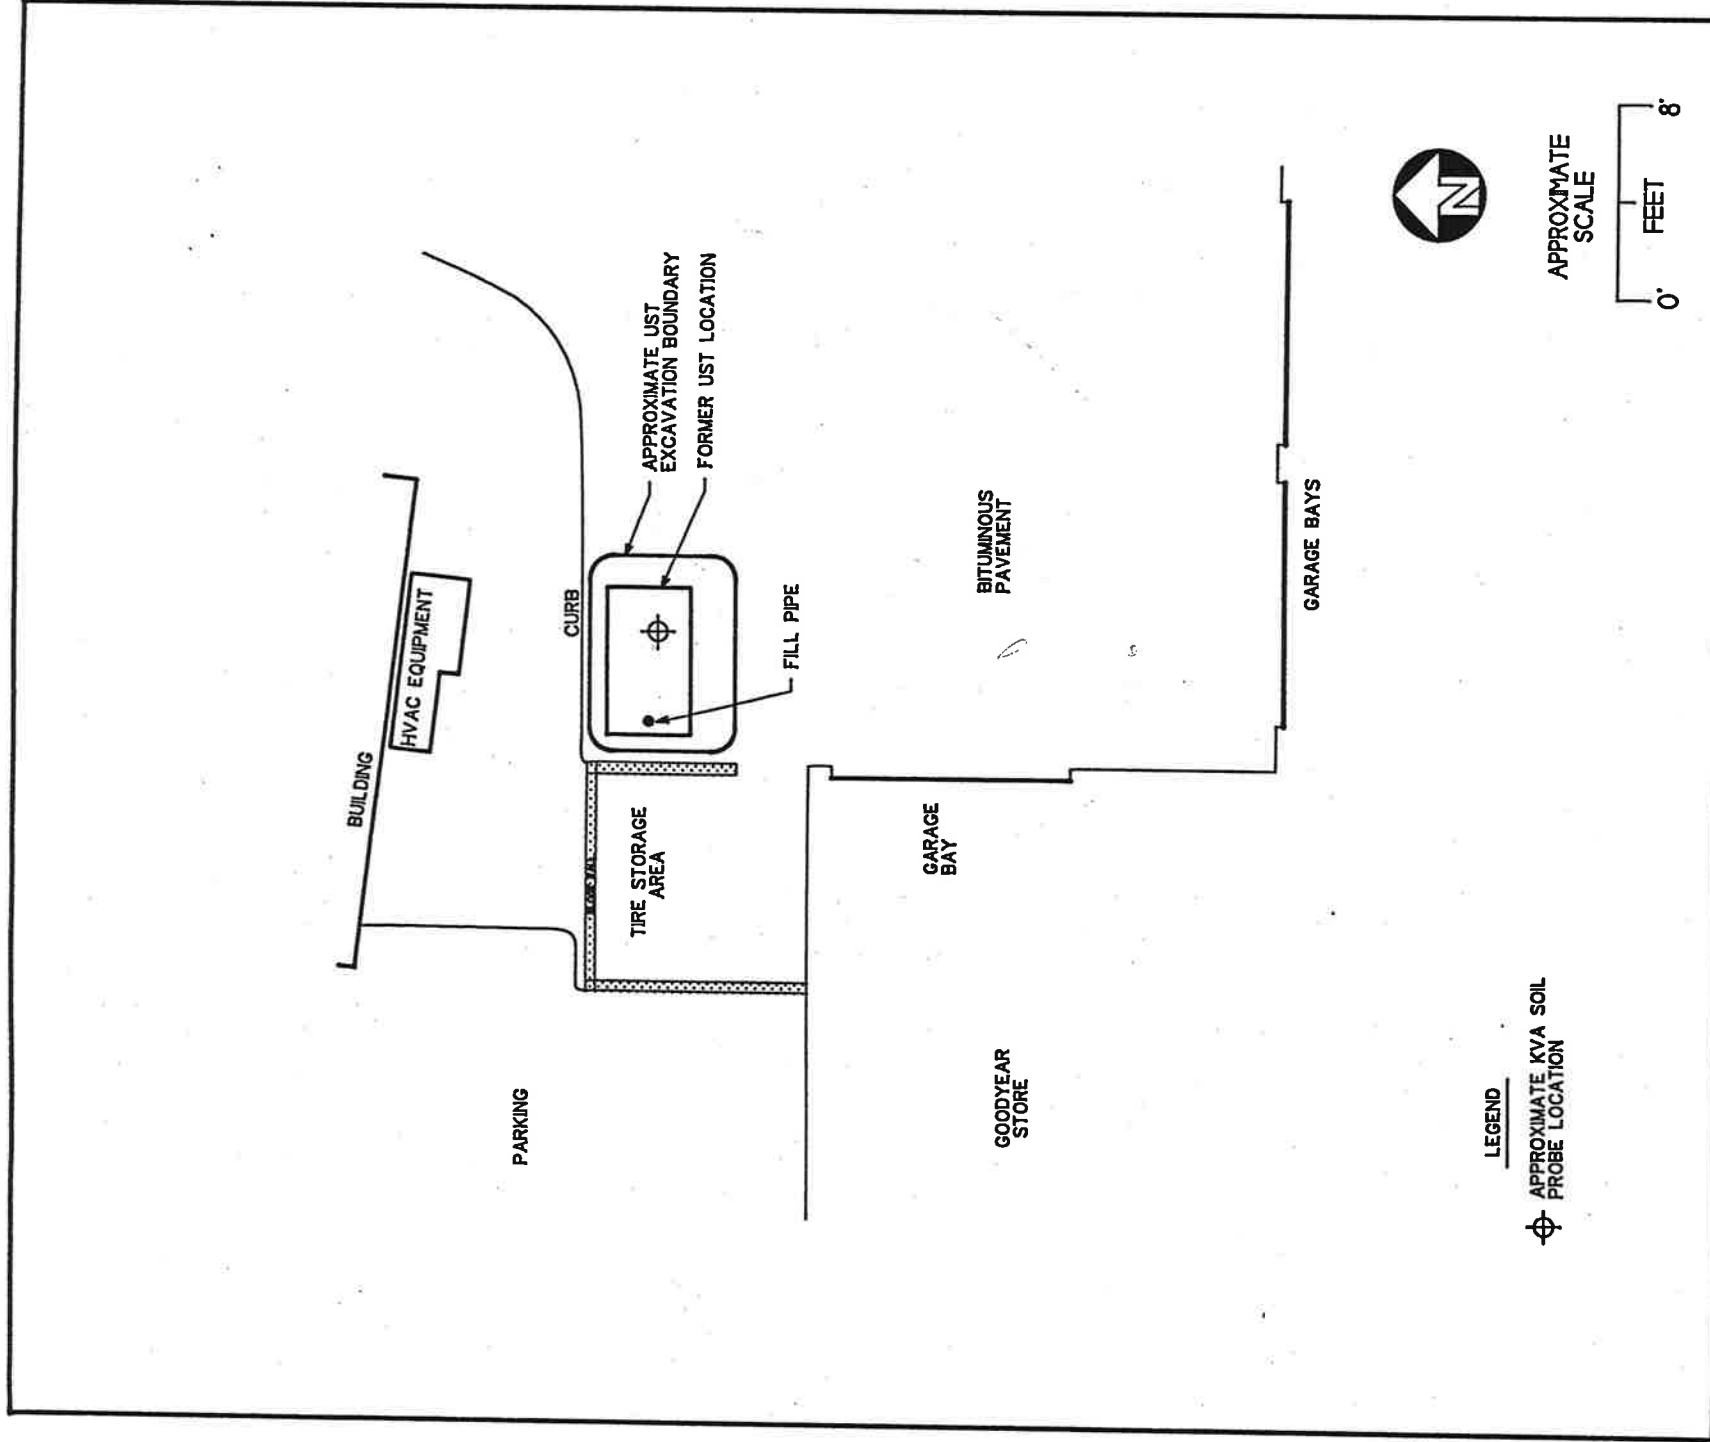 BUILDING
HVAC EQUIPMENT
CURB
APPROXIMATE UST
EXCAVATION BOUNDARY
FORMER UST LOCATION
FILL PIPE
TIRE STORAGE
AREA
PARKING
GARAGE
BAY
BITUMINOUS
PAVEMENT
GOODYEAR
STORE
GARAGE BAYS
LEGEND
APPROXIMATE KVA SOIL
PROBE LOCATION
N
APPROXIMATE
SCALE
0' 8'
FEET